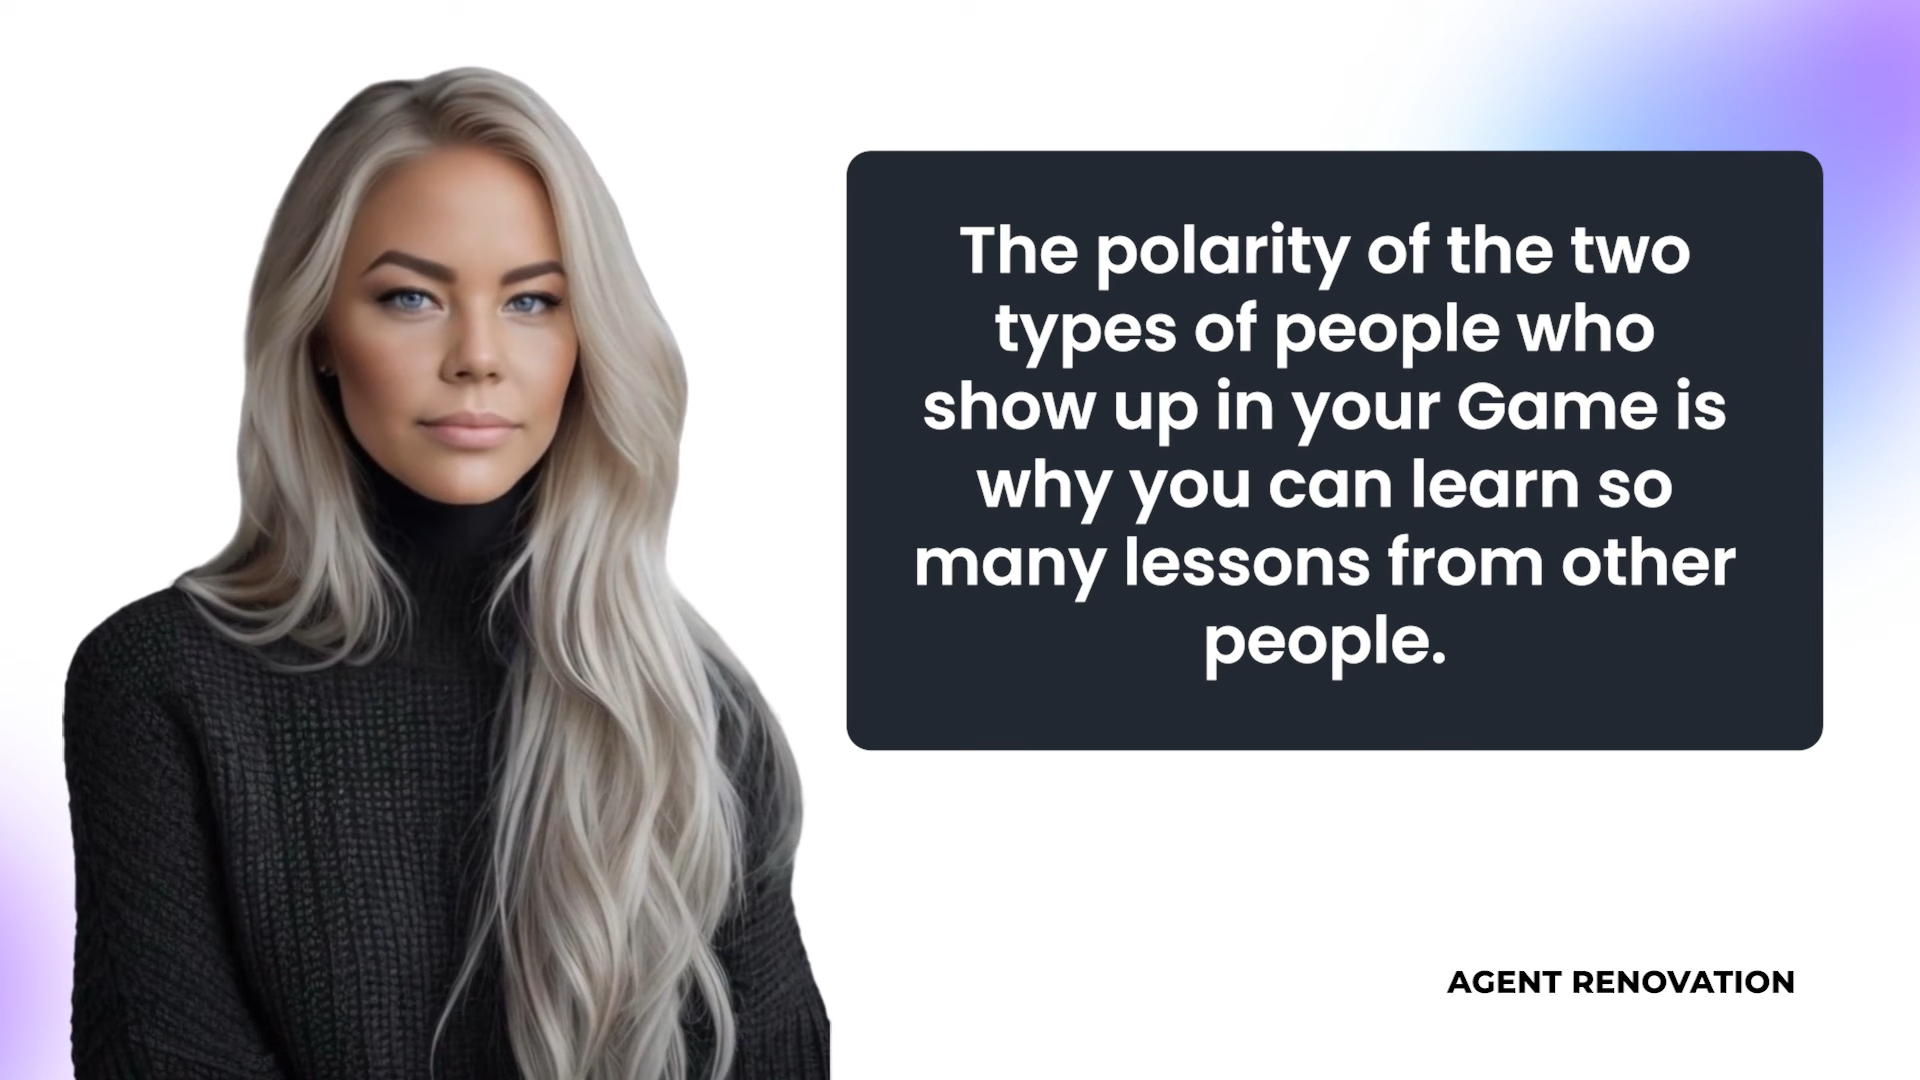 The polarity of the two
types of people who
show up in your Game is
why you can learn so
many lessons from other
people.
AGENT RENOVATION